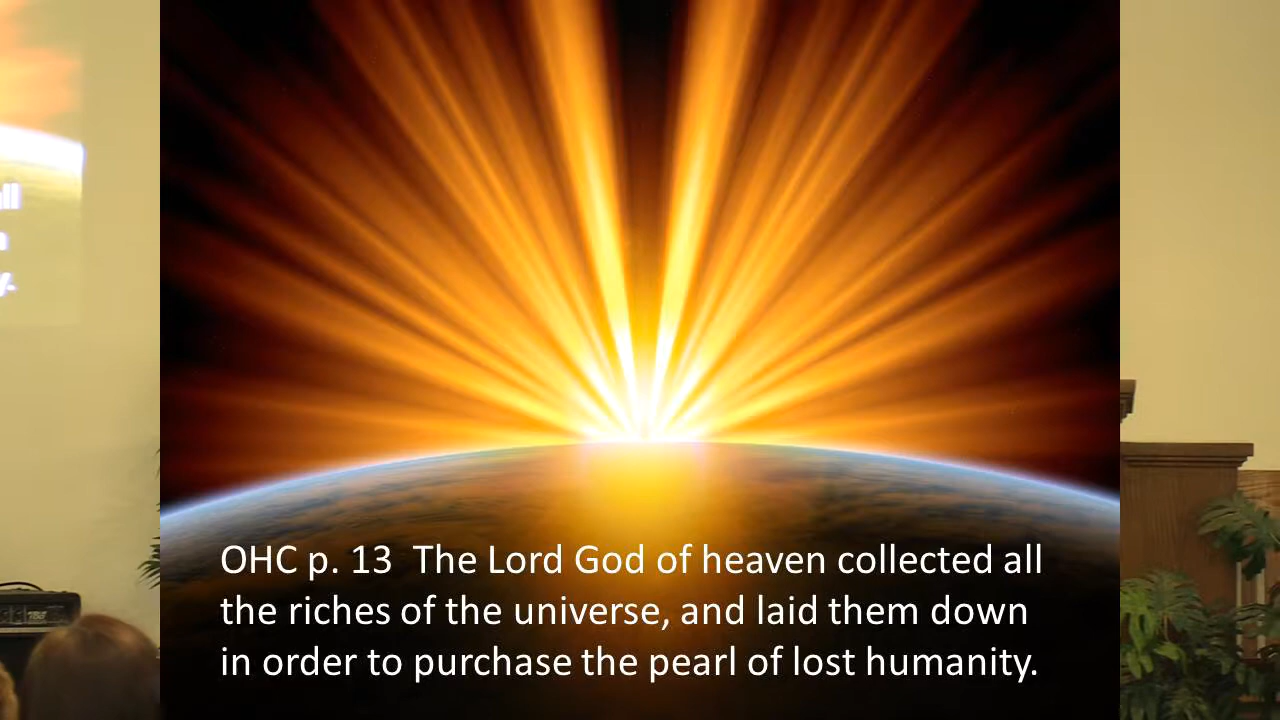 OHC p. 13  The Lord God of heaven collected all
the riches of the universe, and laid them down
in order to purchase the pearl of lost humanity.